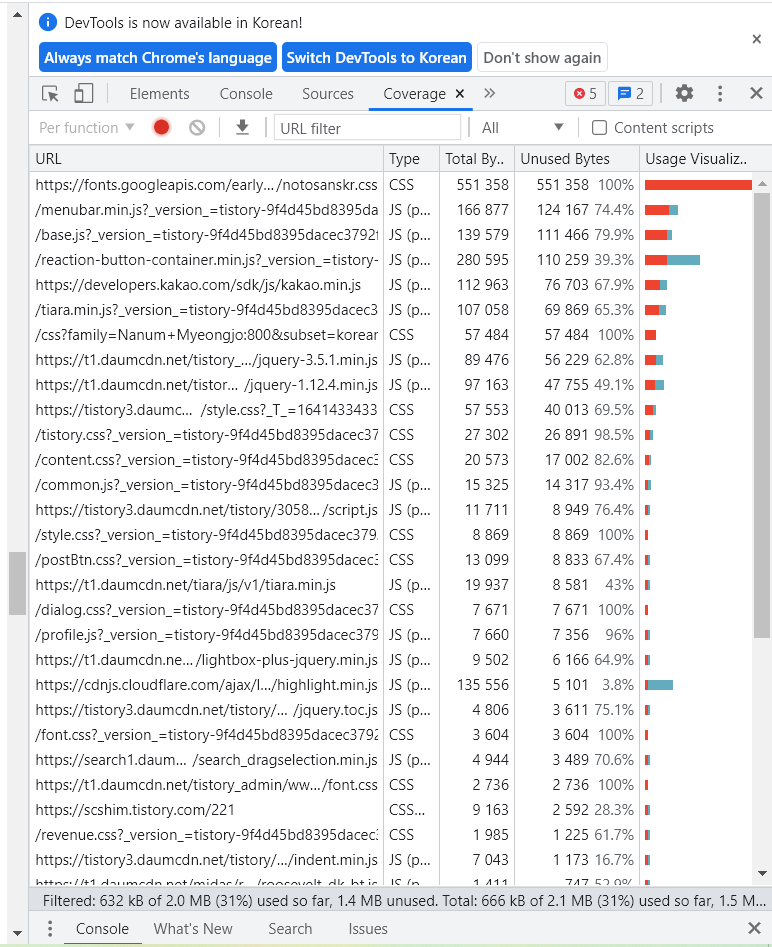 DevTools is now available in Korean!
Always match Chrome's language Switch DevTools to Korean Don't show again
Elements Console Sources Coverage 5 2
Per function URL filter All Content scripts
URL Type Total By.. Unused Bytes Usage Visualiz..
https://fonts.googleapis.com/early… /notosanskr.css CSS 551 358 551 358 100%
/menubar.min.js?_version_=tistory-9f4d45bd8395da JS (p… 166 877 124 167 74.4%
/base.js?_version_=tistory-9f4d45bd8395dacec3792f JS (p… 139 579 111 466 79.9%
/reaction-button-container.min.js?_version_=tistory- JS (p… 280 595 110 259 39.3%
https://developers.kakao.com/sdk/js/kakao.min.js JS (p… 112 963 76 703 67.9%
/tiara.min.js?_version_=tistory-9f4d45bd8395dacec3 JS (p… 107 058 69 869 65.3%
/css?family=Nanum+Myeongjo:800&subset=korean CSS 57 484 57 484 100%
https://t1.daumcdn.net/tistory_… /jquery-3.5.1.min.js JS (p… 89 476 56 229 62.8%
https://t1.daumcdn.net/tistor… /jquery-1.12.4.min.js JS (p… 97 163 47 755 49.1%
https://tistory3.daumc… /style.css?_T_=1641433433 CSS 57 553 40 013 69.5%
/tistory.css?_version_=tistory-9f4d45bd8395dacec37 CSS 27 302 26 891 98.5%
/content.css?_version_=tistory-9f4d45bd8395dacec3 CSS 20 573 17 002 82.6%
/common.js?_version_=tistory-9f4d45bd8395dacec3 JS (p… 15 325 14 317 93.4%
https://tistory3.daumcdn.net/tistory/3058… /script.js JS (p… 11 711 8 949 76.4%
/style.css?_version_=tistory-9f4d45bd8395dacec379. CSS 8 869 8 869 100%
/postBtn.css?_version_=tistory-9f4d45bd8395dacec3 CSS 13 099 8 833 67.4%
https://t1.daumcdn.net/tiara/js/v1/tiara.min.js JS (p… 19 937 8 581 43%
/dialog.css?_version_=tistory-9f4d45bd8395dacec37 CSS 7 671 7 671 100%
/profile.js?_version_=tistory-9f4d45bd8395dacec379 JS (p… 7 660 7 356 96%
https://t1.daumcdn.ne… /lightbox-plus-jquery.min.js JS (p… 9 502 6 166 64.9%
https://cdnjs.cloudflare.com/ajax/l… /highlight.min.js JS (p… 135 556 5 101 3.8%
https://tistory3.daumcdn.net/tistory/… /jquery.toc.js JS (p… 4 806 3 611 75.1%
/font.css?_version_=tistory-9f4d45bd8395dacec3792 CSS 3 604 3 604 100%
https://search1.daum… /search_dragselection.min.js JS (p… 4 944 3 489 70.6%
https://t1.daumcdn.net/tistory_admin/ww… /font.css CSS 2 736 2 736 100%
https://scshim.tistory.com/221 CSS… 9 163 2 592 28.3%
/revenue.css?_version_=tistory-9f4d45bd8395dacec3 CSS 1 985 1 225 61.7%
https://tistory3.daumcdn.net/tistory/… /indent.min.js JS (p… 7 043 1 173 16.7%
https://t1.daumcdn.net/midas/r… /roosevelt_dk_bt.js JS (p… 1 411 747 52.9%
Filtered: 632 kB of 2.0 MB (31%) used so far, 1.4 MB unused. Total: 666 kB of 2.1 MB (31%) used so far, 1.5 M…
Console What's New Search Issues